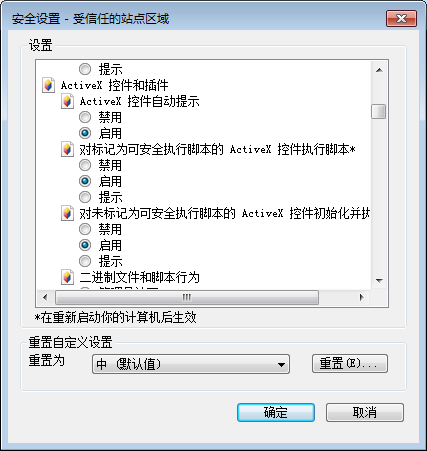 安全设置 - 受信任的站点区域
设置
提示
ActiveX 控件和插件
ActiveX 控件自动提示
禁用
启用
对标记为可安全执行脚本的 ActiveX 控件执行脚本*
禁用
启用
提示
对未标记为可安全执行脚本的 ActiveX 控件初始化并执
禁用
启用
提示
二进制文件和脚本行为
*在重新启动你的计算机后生效
重置自定义设置
重置为
中 (默认值)
重置(E)...
确定
取消